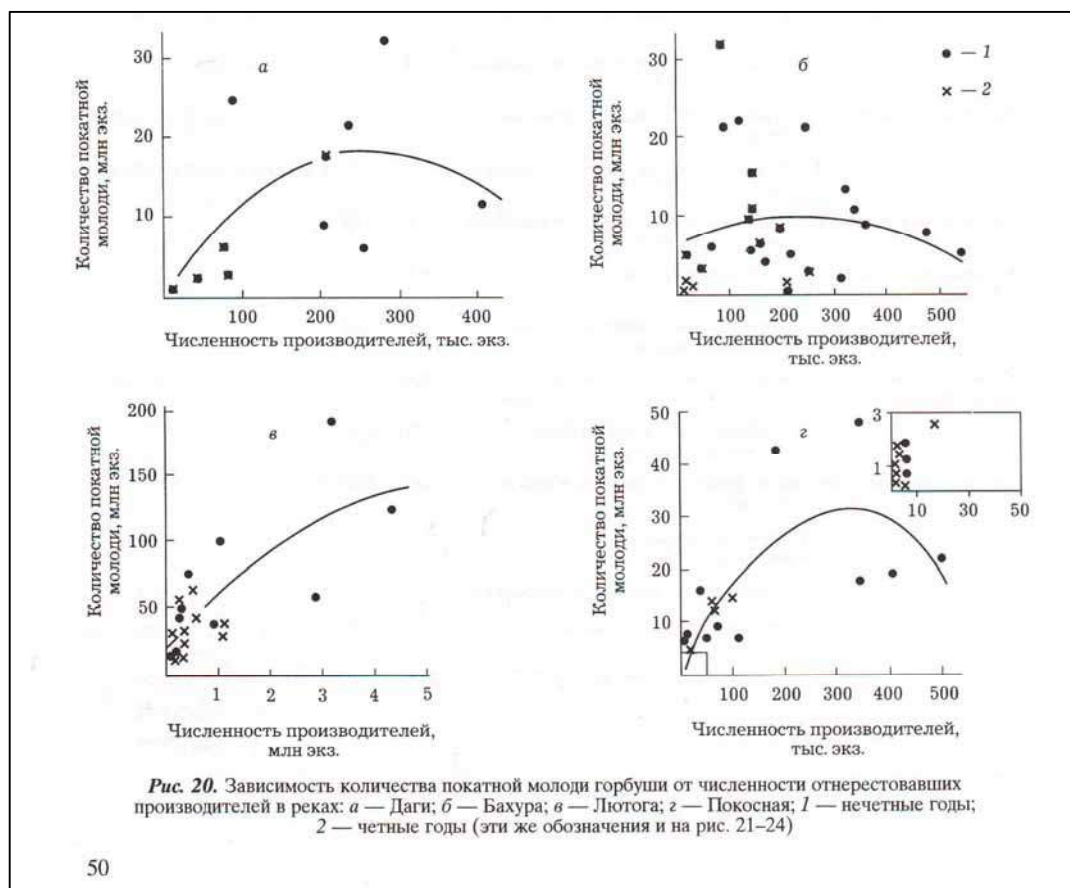 Количество покатной
молоди, млн экз.
а
30
20
10
100
200
300
400
Численность производителей, тыс. экз.
Количество покатной
молоди, млн экз.
б
— 1
— 2
30
20
10
100
200
300
400
500
Численность производителей,
тыс. экз.
Количество покатной
молоди, млн экз.
в
200
150
100
50
1
2
3
4
5
Численность производителей,
млн экз.
Количество покатной
молоди, млн экз.
г
50
40
30
20
10
100
200
300
400
500
3
1
10
30
50
Численность производителей,
тыс. экз.
Рис. 20. Зависимость количества покатной молоди горбуши от численности отнерестовавших
производителей в реках: а — Даги; б — Бахура; в — Лютога; г — Покосная; 1 — нечетные годы;
2 — четные годы (эти же обозначения и на рис. 21–24)
50